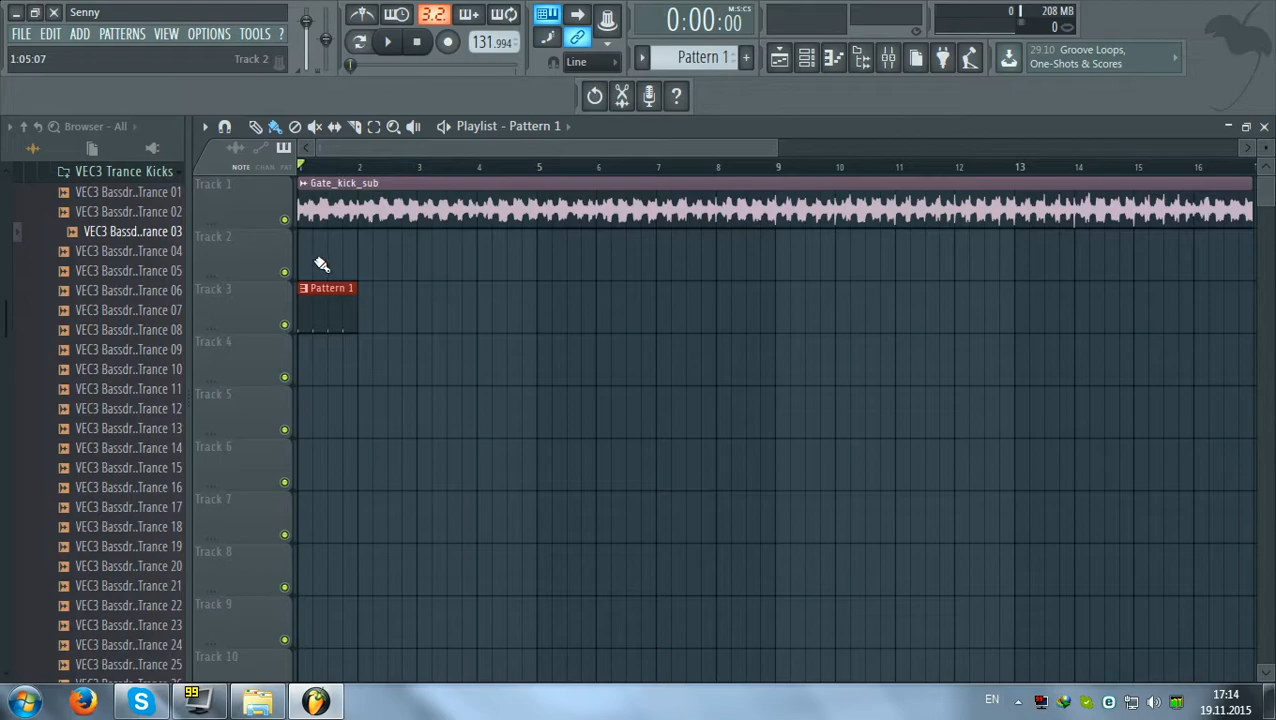 Senny
FILE EDIT ADD PATTERNS VIEW OPTIONS TOOLS ?
1:05:07 Track 2
3.2.
131.994
Line
0:00:00
M:S:CS
Pattern 1
+
0 208 MB
0
29.10 Groove Loops,
One-Shots & Scores
?
Browser - All
Playlist - Pattern 1
NOTE CHAN PAT
1 2 3 4 5 6 7 8 9 10 11 12 13 14 15 16
VEC3 Trance Kicks
VEC3 Bassdr..Trance 01
VEC3 Bassdr..Trance 02
VEC3 Bassd..rance 03
VEC3 Bassdr..Trance 04
VEC3 Bassdr..Trance 05
VEC3 Bassdr..Trance 06
VEC3 Bassdr..Trance 07
VEC3 Bassdr..Trance 08
VEC3 Bassdr..Trance 09
VEC3 Bassdr..Trance 10
VEC3 Bassdr..Trance 11
VEC3 Bassdr..Trance 12
VEC3 Bassdr..Trance 13
VEC3 Bassdr..Trance 14
VEC3 Bassdr..Trance 15
VEC3 Bassdr..Trance 16
VEC3 Bassdr..Trance 17
VEC3 Bassdr..Trance 18
VEC3 Bassdr..Trance 19
VEC3 Bassdr..Trance 20
VEC3 Bassdr..Trance 21
VEC3 Bassdr..Trance 22
VEC3 Bassdr..Trance 23
VEC3 Bassdr..Trance 24
VEC3 Bassdr..Trance 25
Track 1
Gate_kick_sub
Track 2
Track 3
Pattern 1
Track 4
Track 5
Track 6
Track 7
Track 8
Track 9
Track 10
99
EN
17:14
19.11.2015